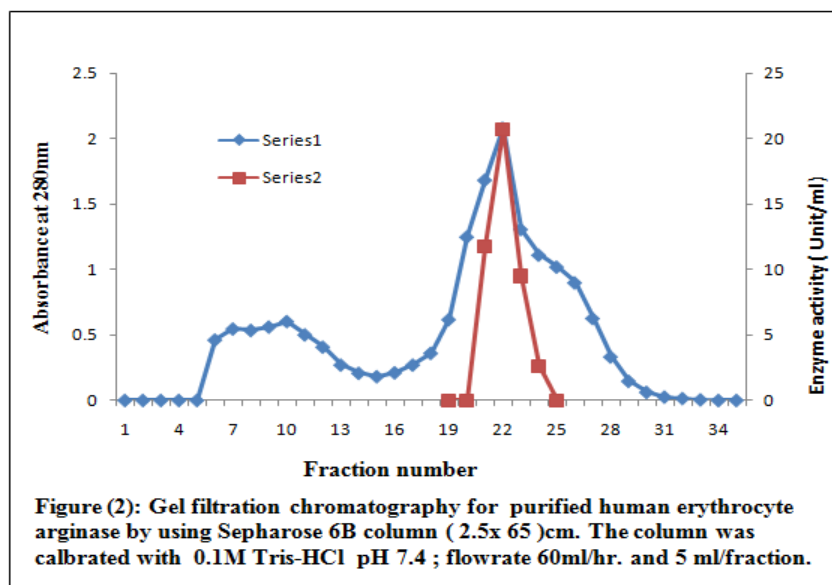 2.5 25
2 20
1.5 15
1 10
0.5 5
0 0
Series1
Series2
Absorbance at 280nm
Enzyme activity ( Unit/ml)
1 4 7 10 13 16 19 22 25 28 31 34
Fraction number
Figure (2): Gel filtration chromatography for purified human erythrocyte
arginase by using Sepharose 6B column ( 2.5x 65 )cm. The column was
calbrated with 0.1M Tris-HCl pH 7.4 ; flowrate 60ml/hr. and 5 ml/fraction.